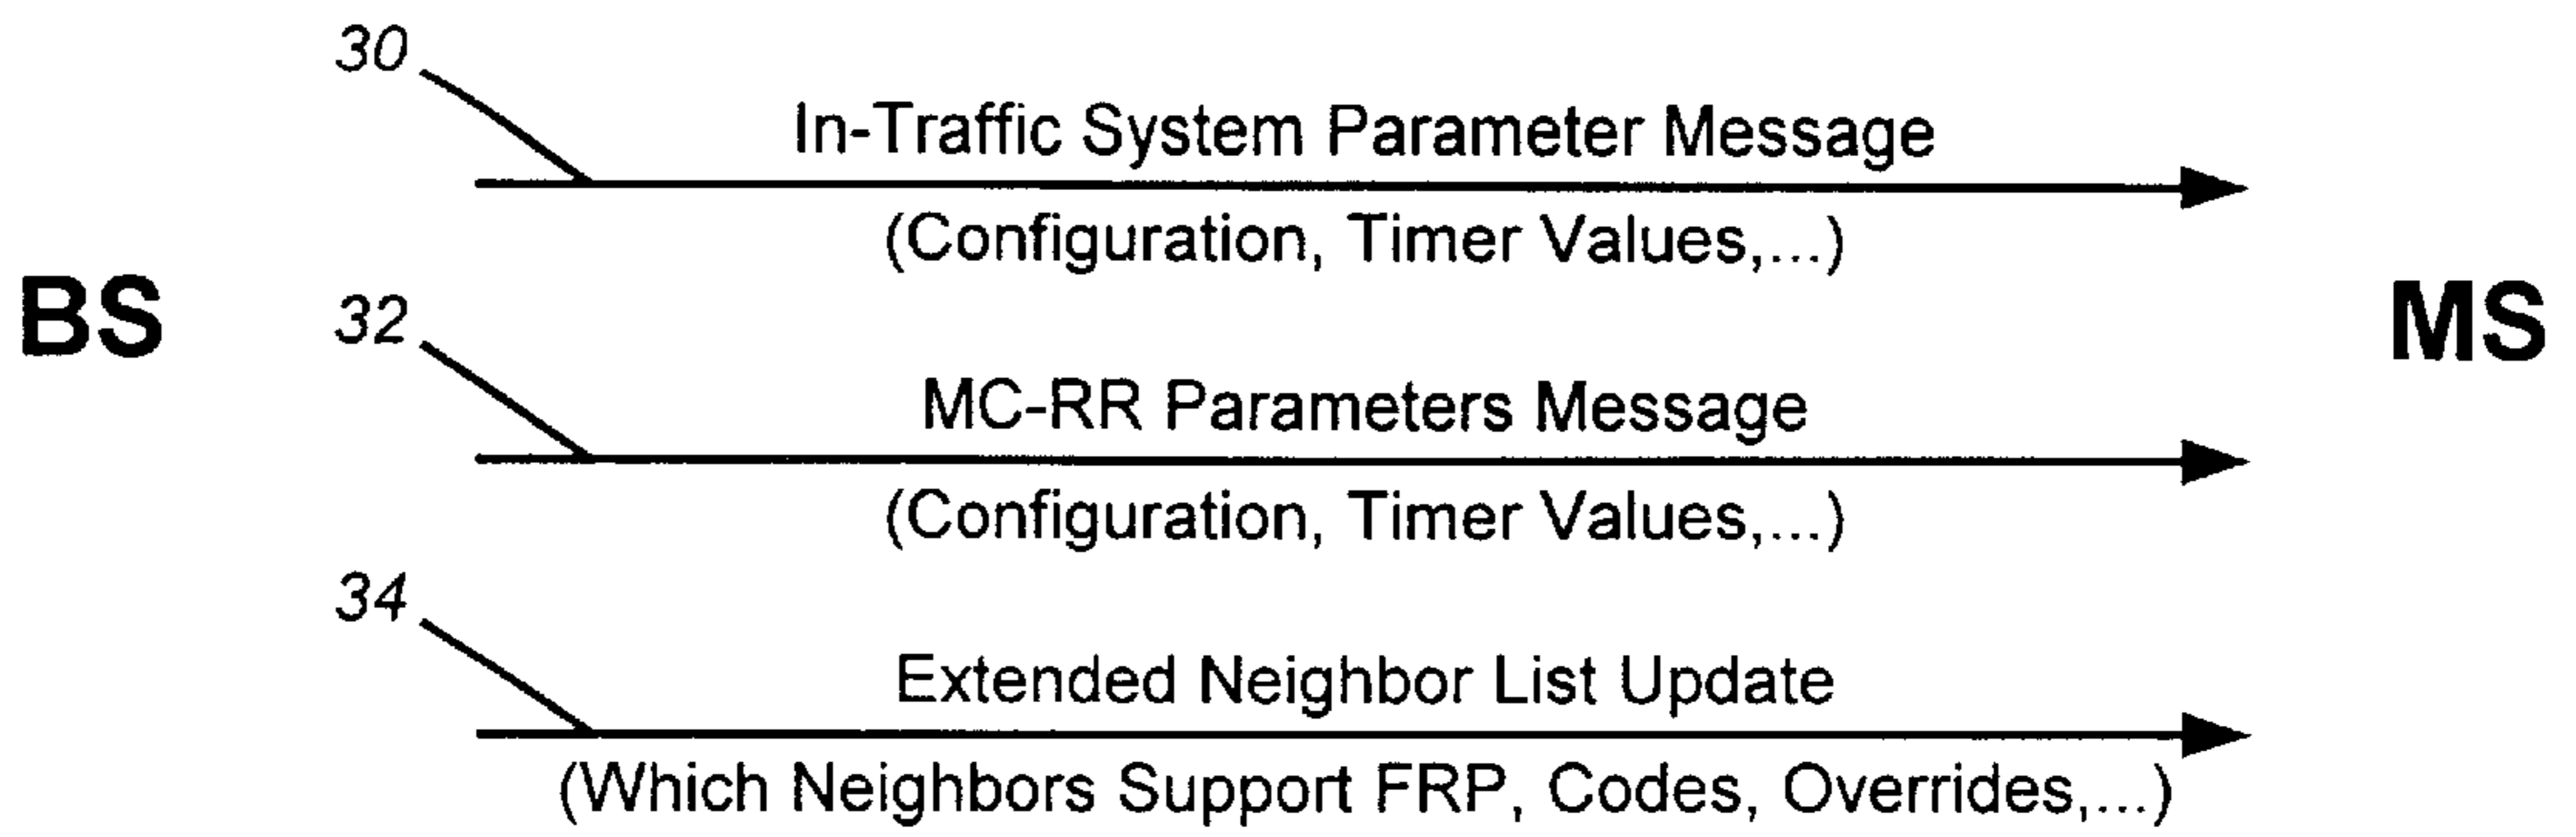 30
In-Traffic System Parameter Message
(Configuration, Timer Values,...)
BS
MS
32
MC-RR Parameters Message
(Configuration, Timer Values,...)
34
Extended Neighbor List Update
(Which Neighbors Support FRP, Codes, Overrides,...)